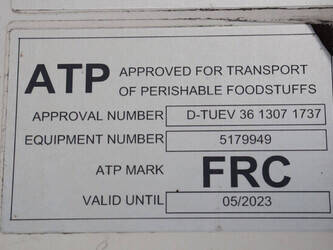 ATP APPROVED FOR TRANSPORT
OF PERISHABLE FOODSTUFFS
APPROVAL NUMBER D-TUEV 36 1307 1737
EQUIPMENT NUMBER 5179949
ATP MARK FRC
VALID UNTIL 05/2023